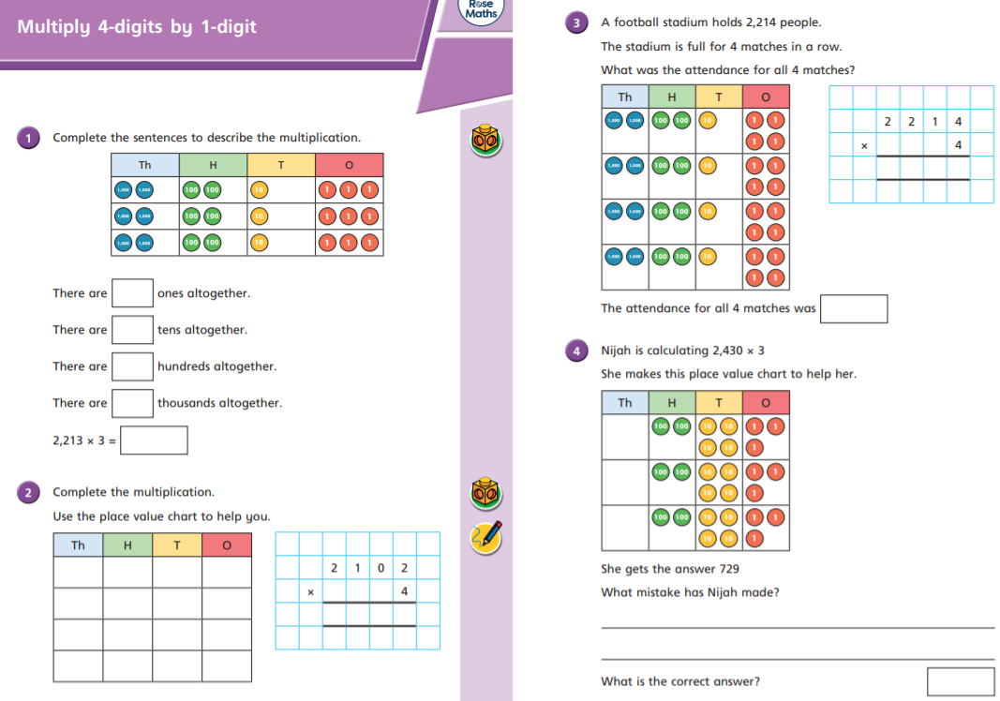 Multiply 4-digits by 1-digit
Rose
Maths
1 Complete the sentences to describe the multiplication.
Th H T O
1,000 1,000 100 100 10 1 1 1
1,000 1,000 100 100 10 1 1 1
1,000 1,000 100 100 10 1 1 1
There are ones altogether.
There are tens altogether.
There are hundreds altogether.
There are thousands altogether.
2,213 × 3 =
2 Complete the multiplication.
Use the place value chart to help you.
Th H T O
2 1 0 2
× 4
3 A football stadium holds 2,214 people.
The stadium is full for 4 matches in a row.
What was the attendance for all 4 matches?
Th H T O
1,000 1,000 100 100 10 1 1
1 1
1,000 1,000 100 100 10 1 1
1 1
1,000 1,000 100 100 10 1 1
1 1
1,000 1,000 100 100 10 1 1
1 1
2 2 1 4
× 4
The attendance for all 4 matches was
4 Nijah is calculating 2,430 × 3
She makes this place value chart to help her.
Th H T O
100 100 10 10 1 1
10 10 1
100 100 10 10 1 1
10 10 1
100 100 10 10 1 1
10 10 1
She gets the answer 729
What mistake has Nijah made?
What is the correct answer?